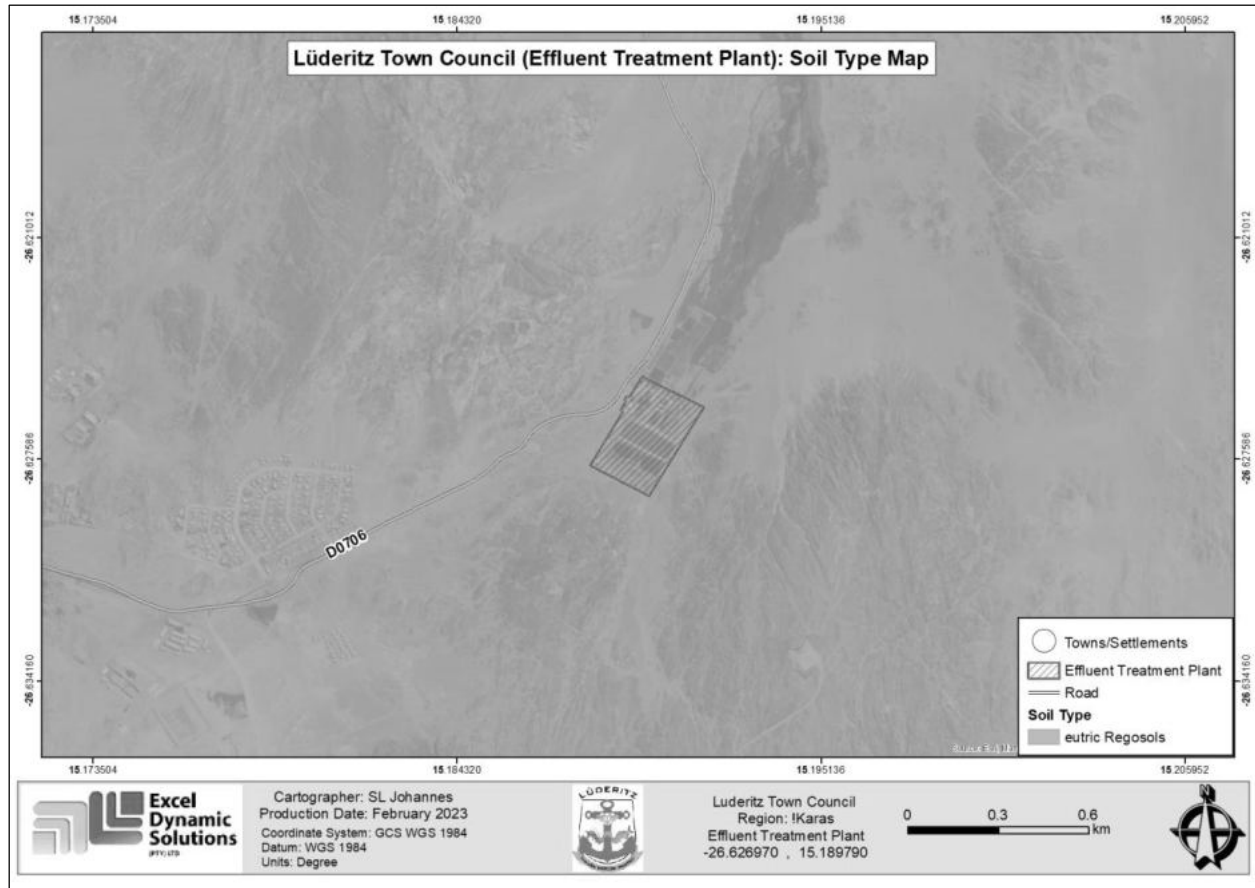 15.173504
15.184320
15.195136
15.205952
Lüderitz Town Council (Effluent Treatment Plant): Soil Type Map
-26.621012
-26.621012
-26.627586
-26.627586
D0706
-26.634160
-26.634160
Towns/Settlements
Effluent Treatment Plant
Road
Soil Type
eutric Regosols
15.173504
15.184320
15.195136
15.205952
Excel
Dynamic
Solutions
(PTY) LTD
Cartographer: SL Johannes
Production Date: February 2023
Coordinate System: GCS WGS 1984
Datum: WGS 1984
Units: Degree
LÜDERITZ
Luderitz Town Council
Region: !Karas
Effluent Treatment Plant
-26.626970 , 15.189790
0 0.3 0.6
km
N